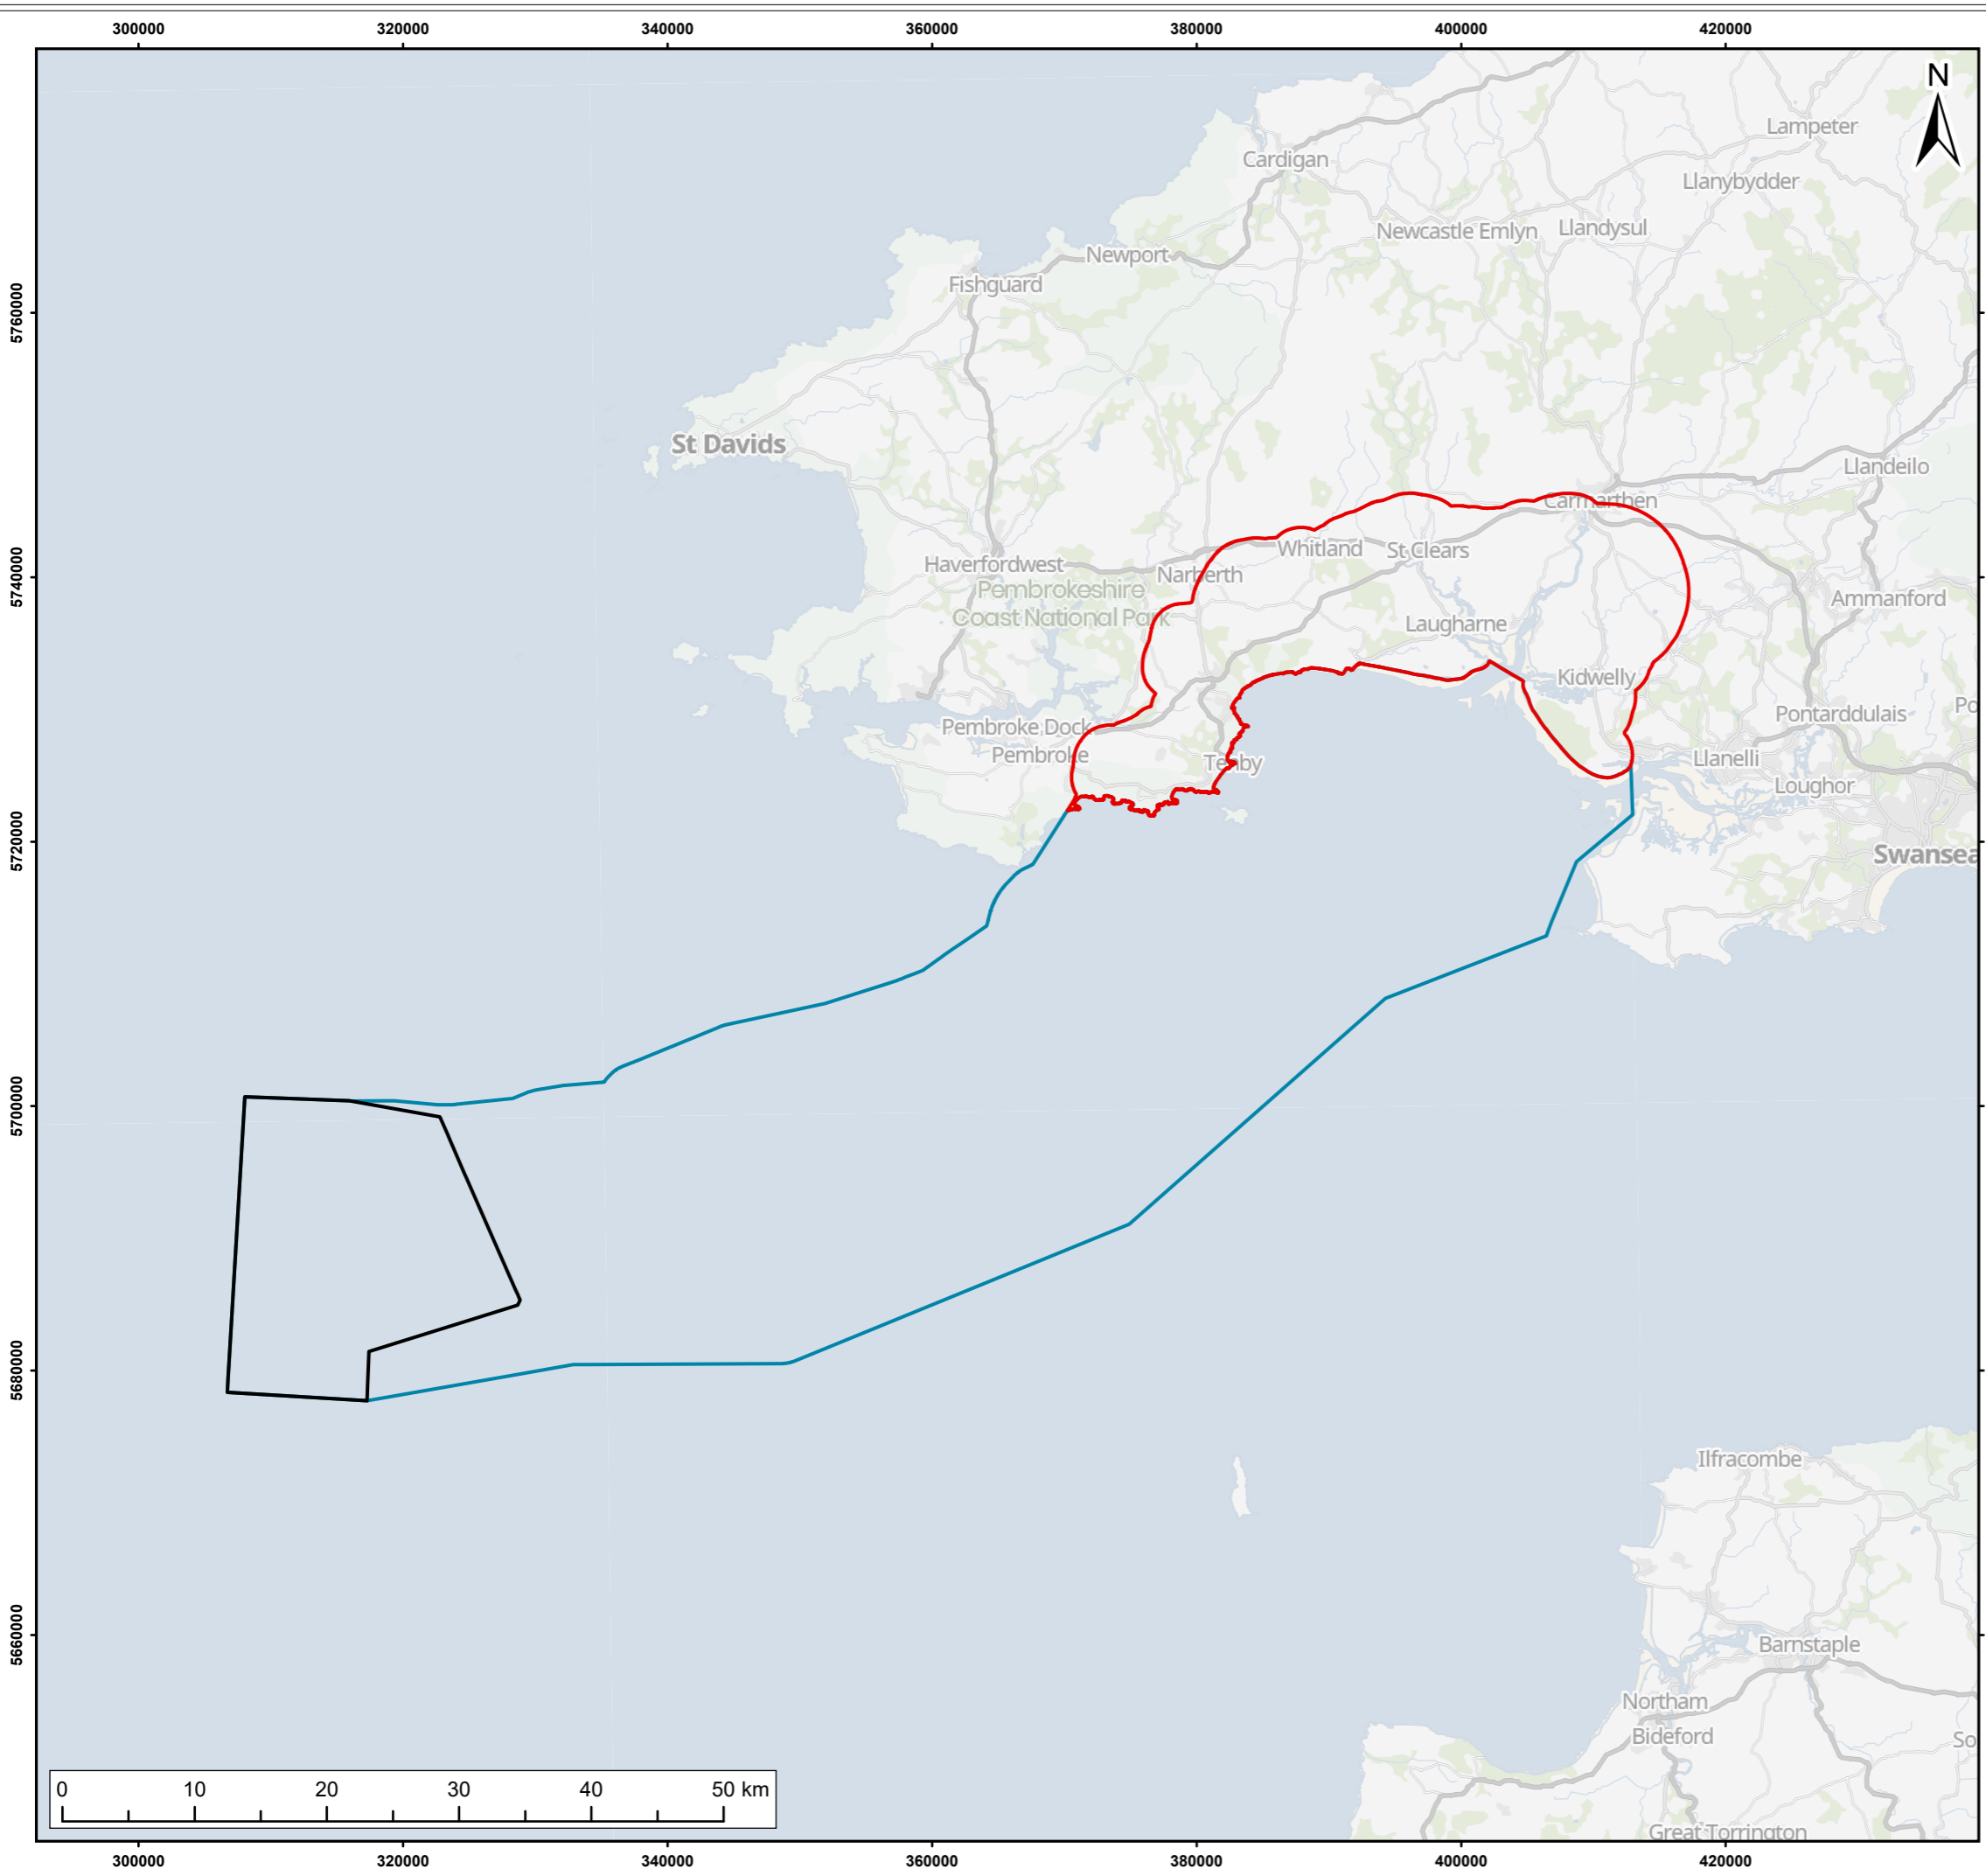 300000 320000 340000 360000 380000 400000 420000
N
Lampeter
Cardigan
Llanybydder
Newcastle Emlyn
Llandysul
Newport
Fishguard
5760000
St Davids
Llandeilo
Carmarthen
Whitland
St Clears
Haverfordwest
Narberth
5740000
Pembrokeshire
Coast National Park
Ammanford
Laugharne
Kidwelly
Po
Pontarddulais
Pembroke Dock
Pembroke
Tenby
Llanelli
Loughor
5720000
Swansea
5700000
5680000
Ilfracombe
5660000
Barnstaple
Northam
Bideford
So
0 10 20 30 40 50 km
Great Torrington
300000 320000 340000 360000 380000 400000 420000